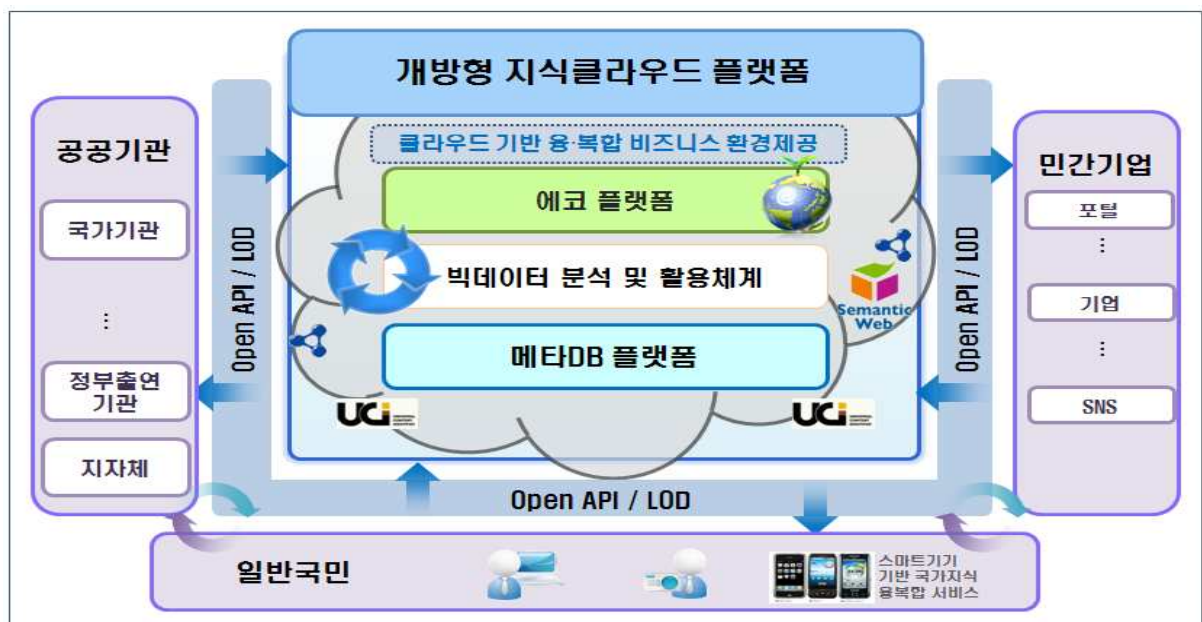 개방형 지식클라우드 플랫폼
클라우드 기반 융·복합 비즈니스 환경제공
에코 플랫폼
빅데이터 분석 및 활용체계
메타DB 플랫폼
Semantic
Web
UCi
UCi
공공기관
국가기관
⋮
정부출연
기관
지자체
Open API / LOD
Open API / LOD
민간기업
포털
⋮
기업
⋮
SNS
Open API / LOD
일반국민
스마트기기
기반 국가지식
융복합 서비스